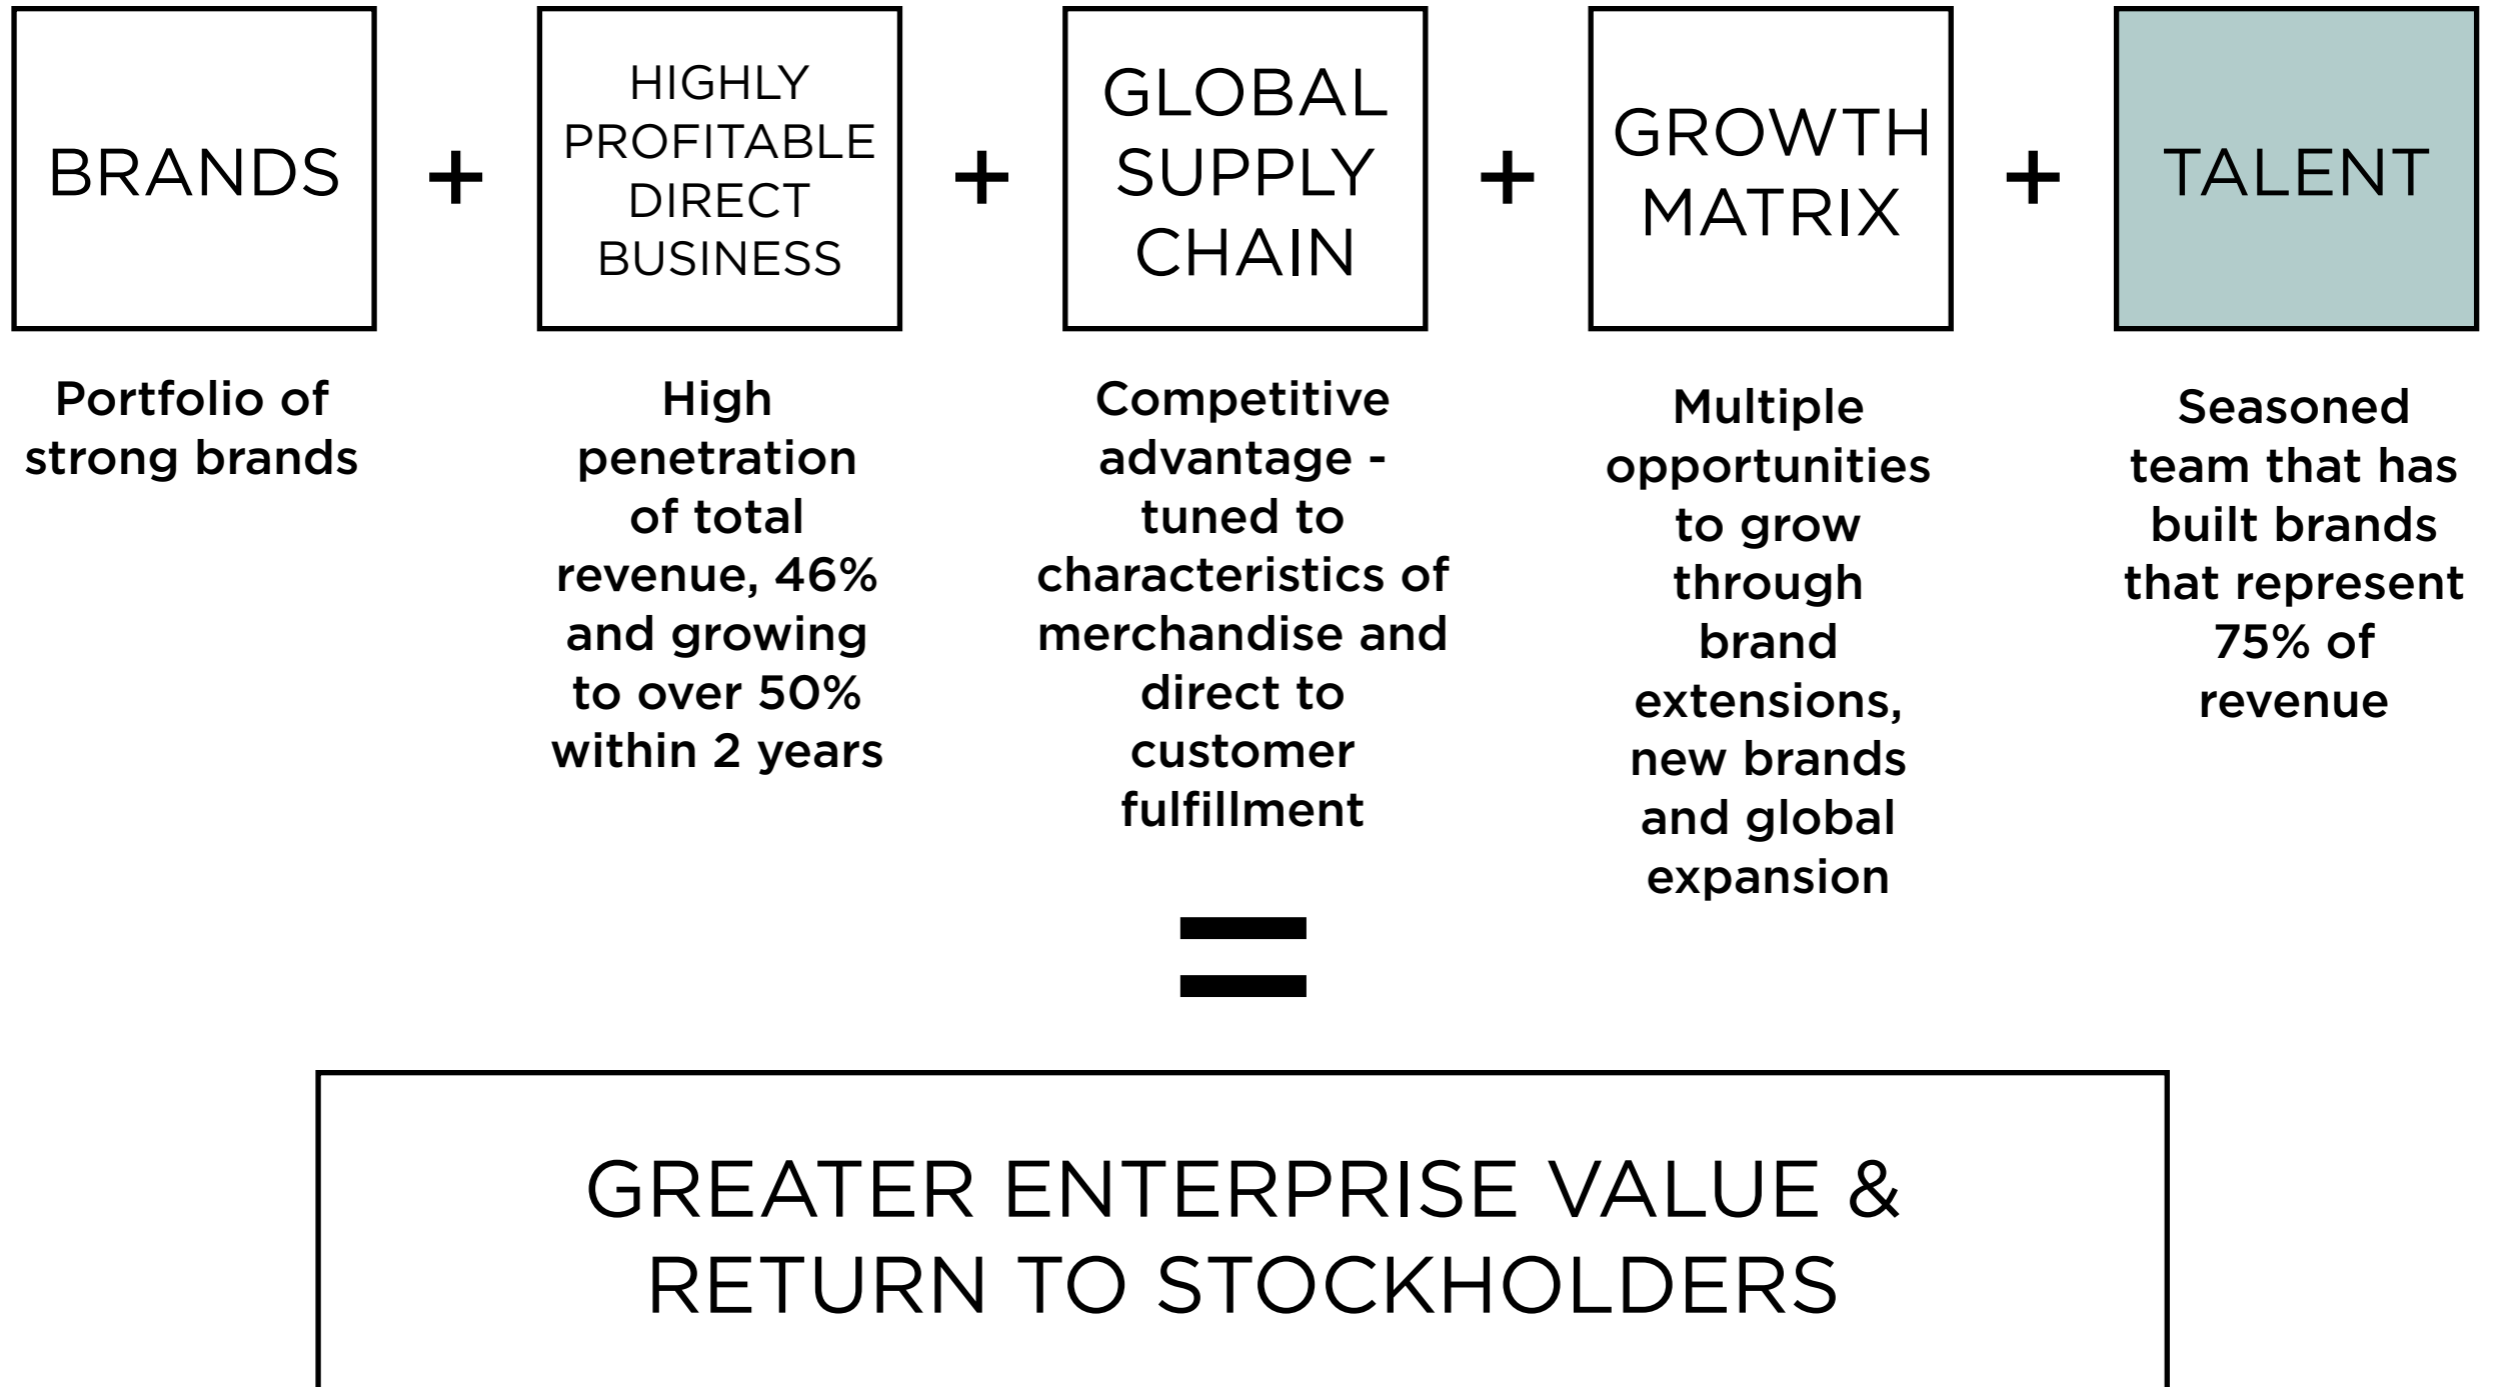 BRANDS
+
HIGHLY
PROFITABLE
DIRECT
BUSINESS
+
GLOBAL
SUPPLY
CHAIN
+
GROWTH
MATRIX
+
TALENT
Portfolio of
strong brands
High
penetration
of total
revenue, 46%
and growing
to over 50%
within 2 years
Competitive
advantage -
tuned to
characteristics of
merchandise and
direct to
customer
fulfillment
Multiple
opportunities
to grow
through
brand
extensions,
new brands
and global
expansion
Seasoned
team that has
built brands
that represent
75% of
revenue
=
GREATER ENTERPRISE VALUE &
RETURN TO STOCKHOLDERS